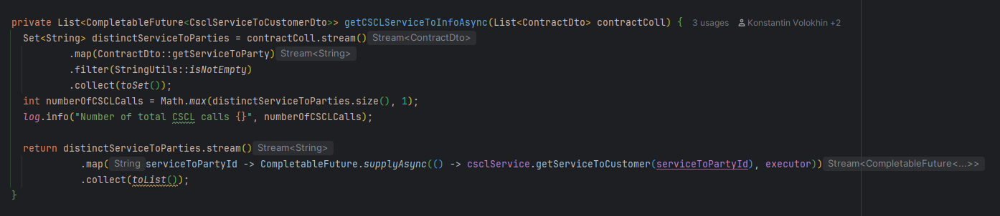 private List<CompletableFuture<CsclServiceToCustomerDto>> getCSCLServiceToInfoAsync(List<ContractDto> contractColl) { 3 usages Konstantin Volokhin +2
Set<String> distinctServiceToParties = contractColl.stream() Stream<ContractDto>
.map(ContractDto::getServiceToParty) Stream<String>
.filter(StringUtils::isNotEmpty)
.collect(toSet());
int numberOfCSCLCalls = Math.max(distinctServiceToParties.size(), 1);
log.info("Number of total CSCL calls {}", numberOfCSCLCalls);
return distinctServiceToParties.stream() Stream<String>
.map( String serviceToPartyId -> CompletableFuture.supplyAsync(() -> csclService.getServiceToCustomer(serviceToPartyId), executor)) Stream<CompletableFuture<...>>
.collect(toList());
}